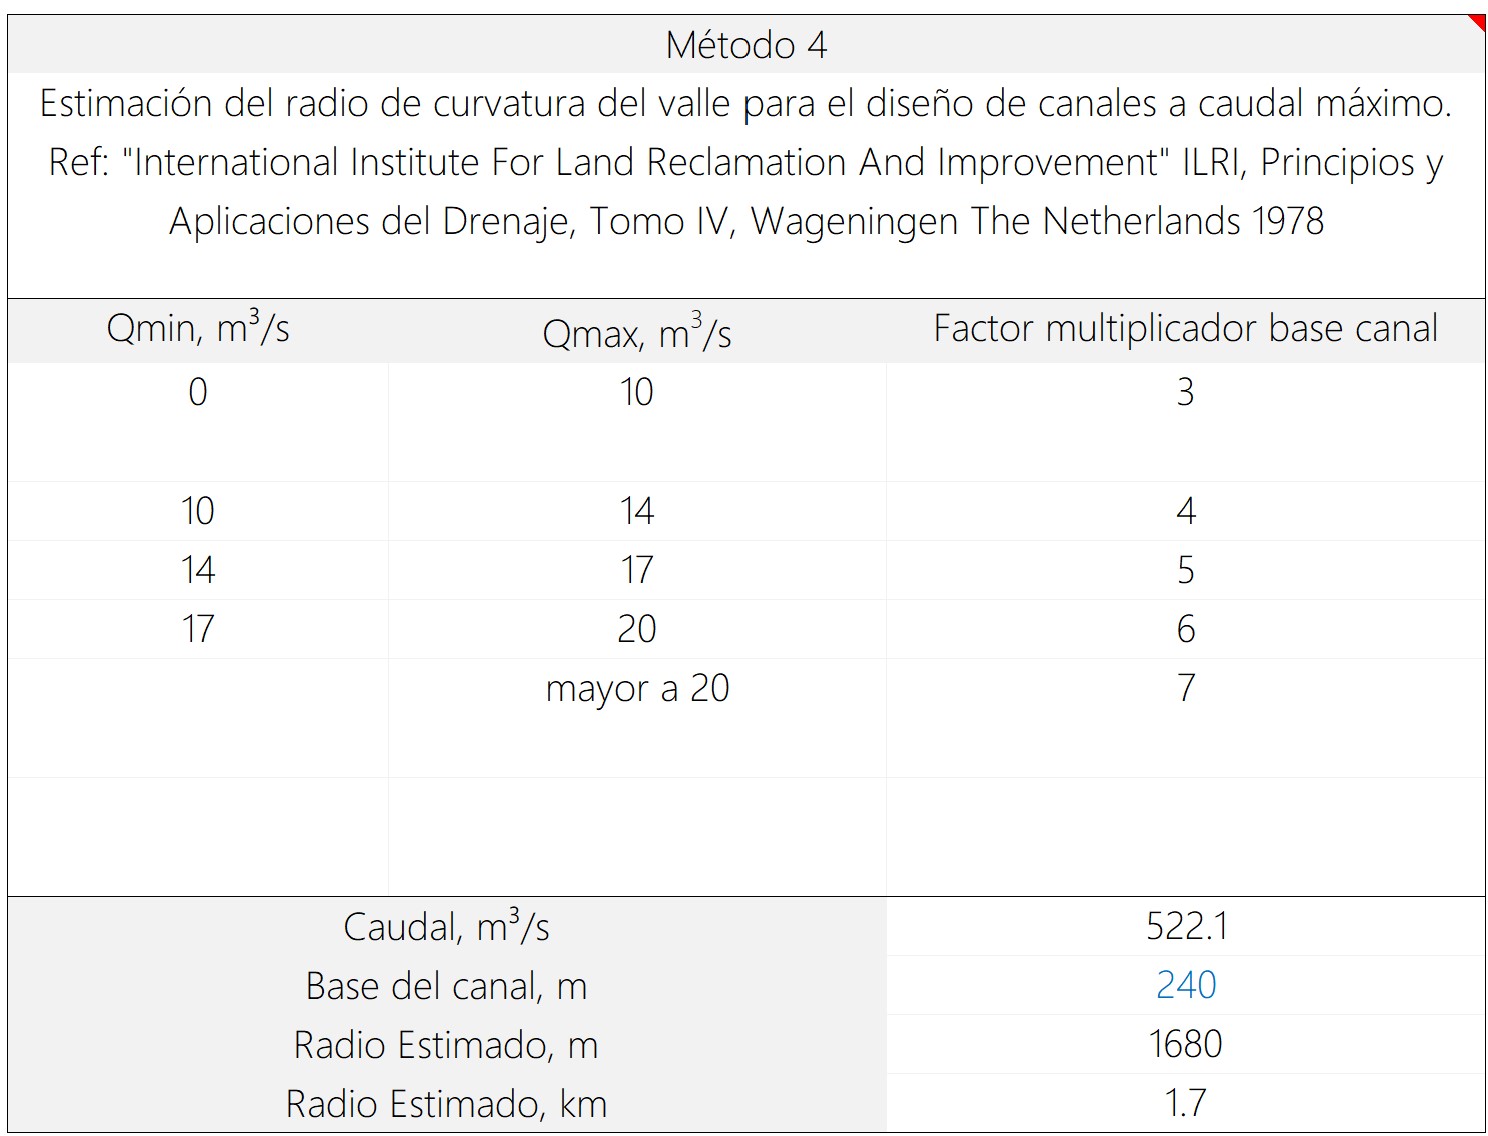 Método 4
Estimación del radio de curvatura del valle para el diseño de canales a caudal máximo.
Ref: "International Institute For Land Reclamation And Improvement" ILRI, Principios y
Aplicaciones del Drenaje, Tomo IV, Wageningen The Netherlands 1978
Qmin, m³/s Qmax, m³/s Factor multiplicador base canal
0 10 3
10 14 4
14 17 5
17 20 6
mayor a 20 7
Caudal, m³/s 522.1
Base del canal, m 240
Radio Estimado, m 1680
Radio Estimado, km 1.7